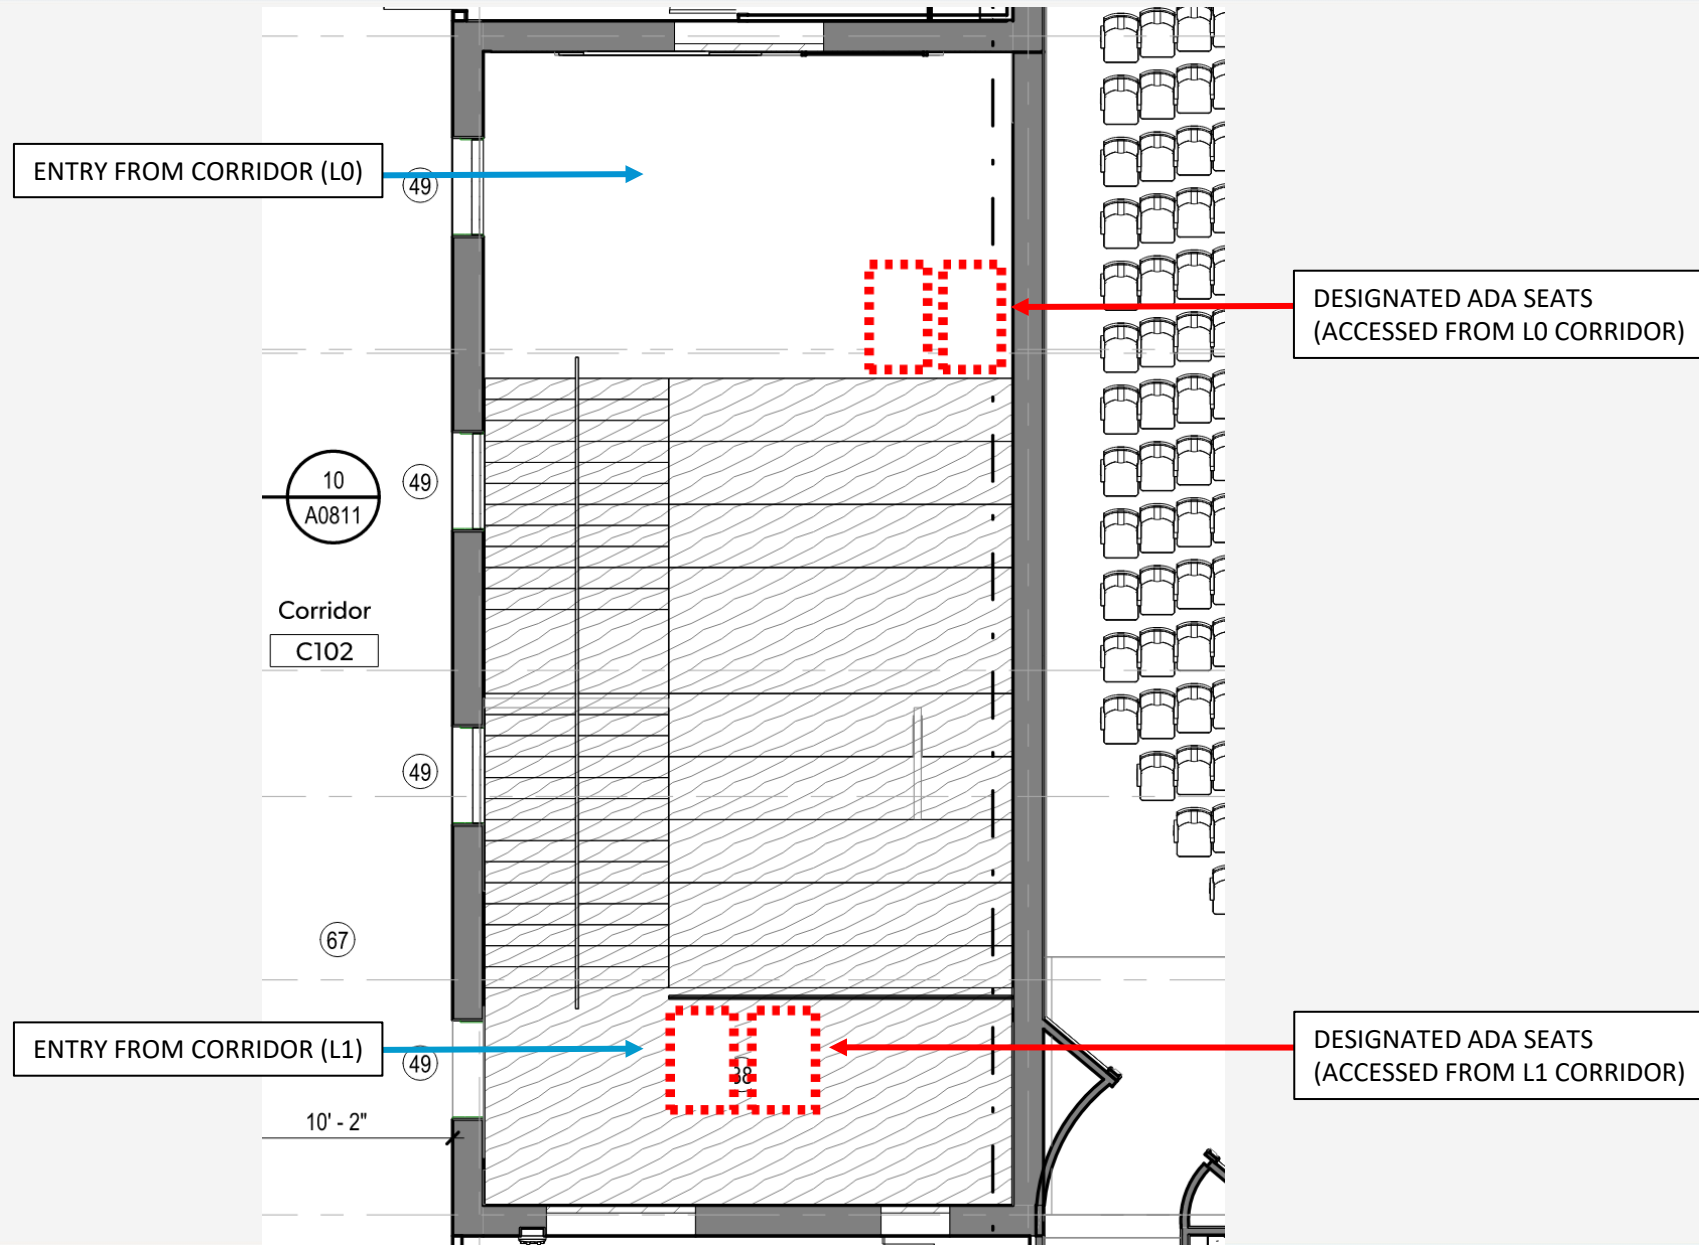 ENTRY FROM CORRIDOR (L0)
49
DESIGNATED ADA SEATS
(ACCESSED FROM L0 CORRIDOR)
10
A0811
49
Corridor
C102
49
67
ENTRY FROM CORRIDOR (L1)
49
DESIGNATED ADA SEATS
(ACCESSED FROM L1 CORRIDOR)
10' - 2"